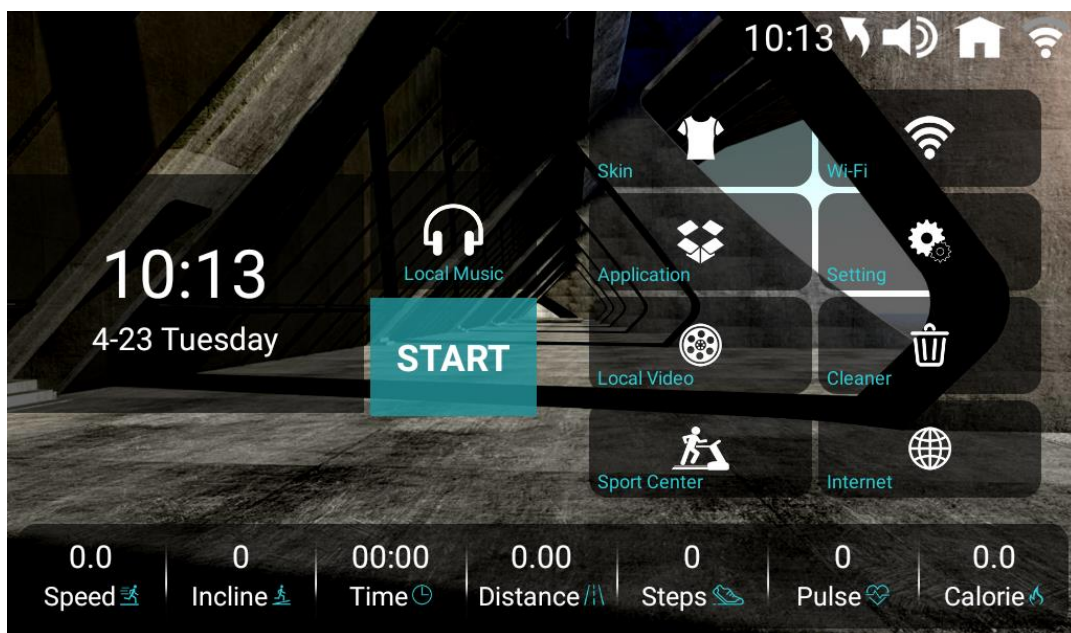 10:13
Skin
Wi-Fi
10:13
4-23 Tuesday
Local Music
START
Application
Setting
Local Video
Cleaner
Sport Center
Internet
0.0
Speed
0
Incline
00:00
Time
0.00
Distance
0
Steps
0
Pulse
0.0
Calorie